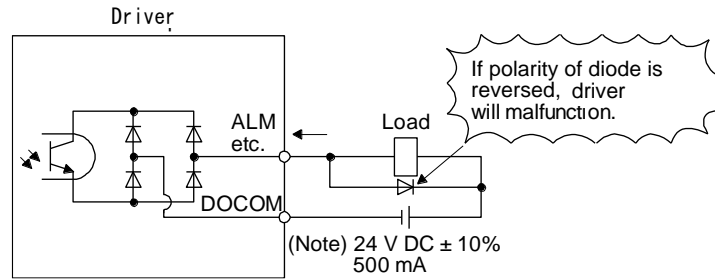 Driver
If polarity of diode is
reversed, driver
will malfunction.
ALM
etc.
Load
DOCOM
(Note) 24 V DC ± 10%
500 mA